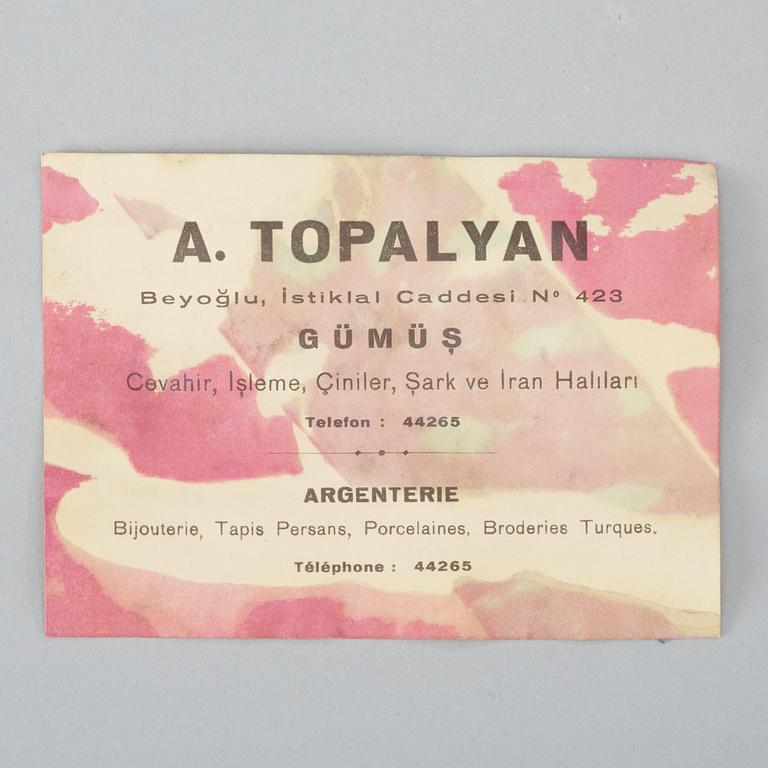 A. TOPALYAN
Beyoğlu, İstiklal Caddesi Nº 423
GÜMÜŞ
Cevahir, İşleme, Çiniler, Şark ve İran Halıları
Telefon : 44265
ARGENTERIE
Bijouterie, Tapis Persans, Porcelaines, Broderies Turques.
Téléphone : 44265